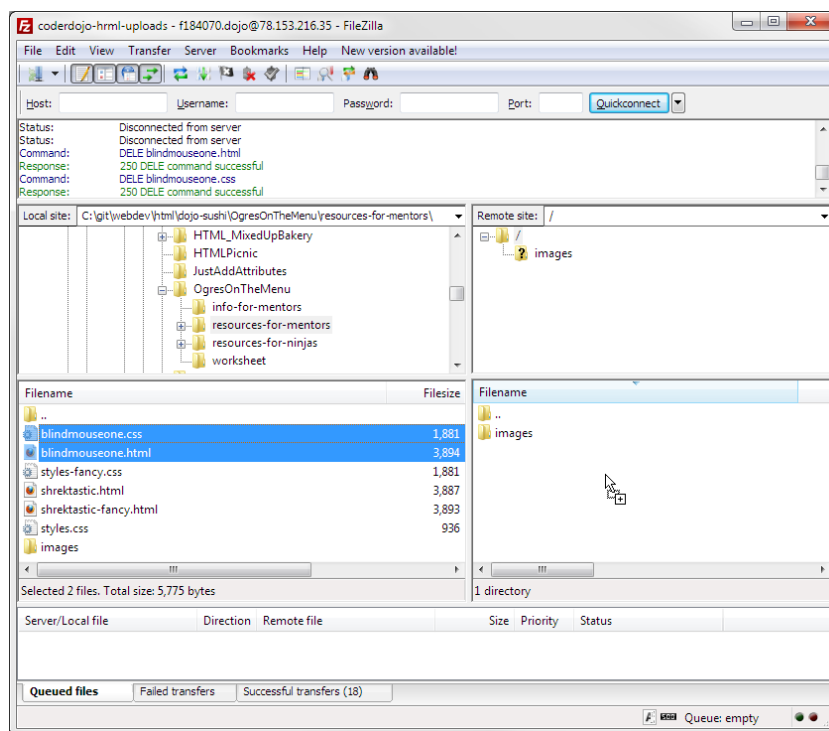 coderdojo-hrml-uploads - f184070.dojo@78.153.216.35 - FileZilla
File Edit View Transfer Server Bookmarks Help New version available!
Host: Username: Password: Port: Quickconnect
Status: Disconnected from server
Status: Disconnected from server
Command: DELE blindmouseone.html
Response: 250 DELE command successful
Command: DELE blindmouseone.css
Response: 250 DELE command successful
Local site: C:\git\webdev\html\dojo-sushi\OgresOnTheMenu\resources-for-mentors\
HTML_MixedUpBakery
HTMLPicnic
JustAddAttributes
OgresOnTheMenu
info-for-mentors
resources-for-mentors
resources-for-ninjas
worksheet
Remote site: /
/
? images
Filename Filesize
..
blindmouseone.css 1,881
blindmouseone.html 3,894
styles-fancy.css 1,881
shrektastic.html 3,887
shrektastic-fancy.html 3,893
styles.css 936
images
Selected 2 files. Total size: 5,775 bytes
Filename
..
images
1 directory
Server/Local file Direction Remote file Size Priority Status
Queued files Failed transfers Successful transfers (18)
Queue: empty